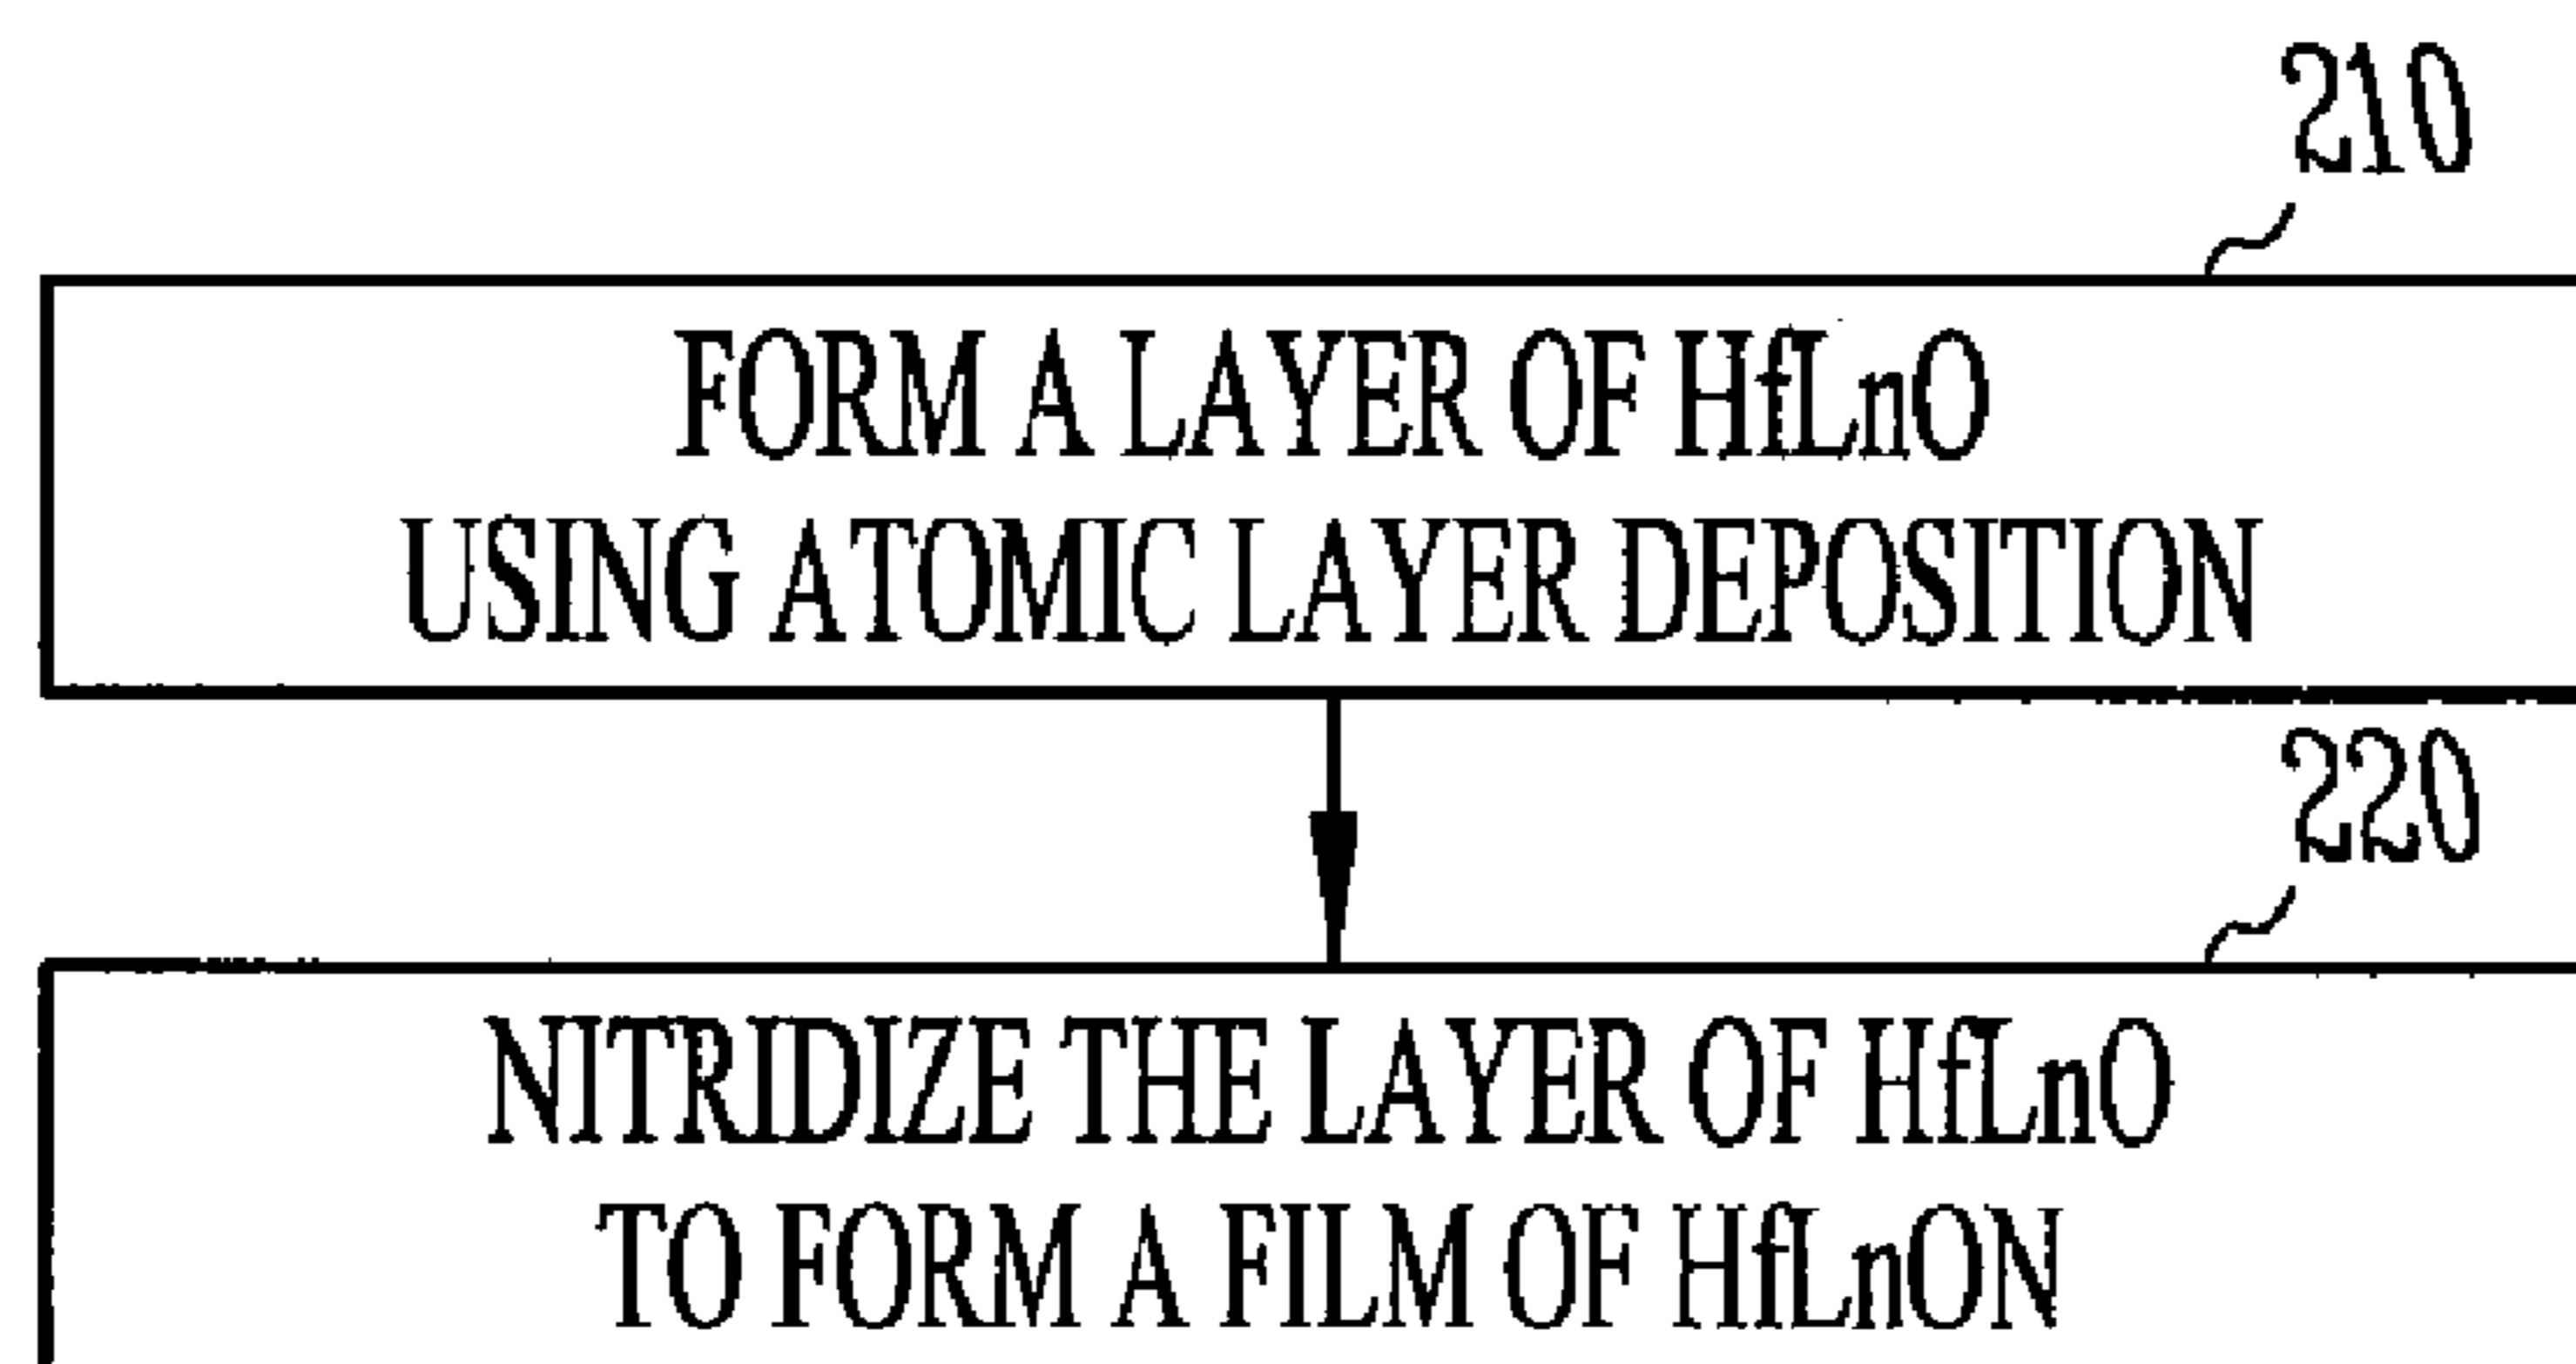 210
FORM A LAYER OF HfLnO
USING ATOMIC LAYER DEPOSITION
220
NITRIDIZE THE LAYER OF HfLnO
TO FORM A FILM OF HfLnON